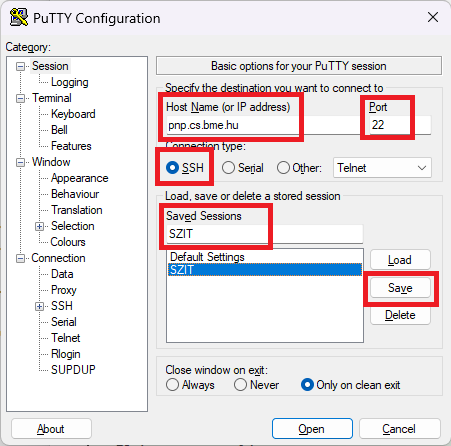 PuTTY Configuration
Category:
Session
Logging
Terminal
Keyboard
Bell
Features
Window
Appearance
Behaviour
Translation
Selection
Colours
Connection
Data
Proxy
SSH
Serial
Telnet
Rlogin
SUPDUP
Basic options for your PuTTY session
Specify the destination you want to connect to
Host Name (or IP address) Port
pnp.cs.bme.hu 22
Connection type:
SSH Serial Other: Telnet
Load, save or delete a stored session
Saved Sessions
SZIT
Default Settings
SZIT
Load
Save
Delete
Close window on exit:
Always Never Only on clean exit
About Open Cancel